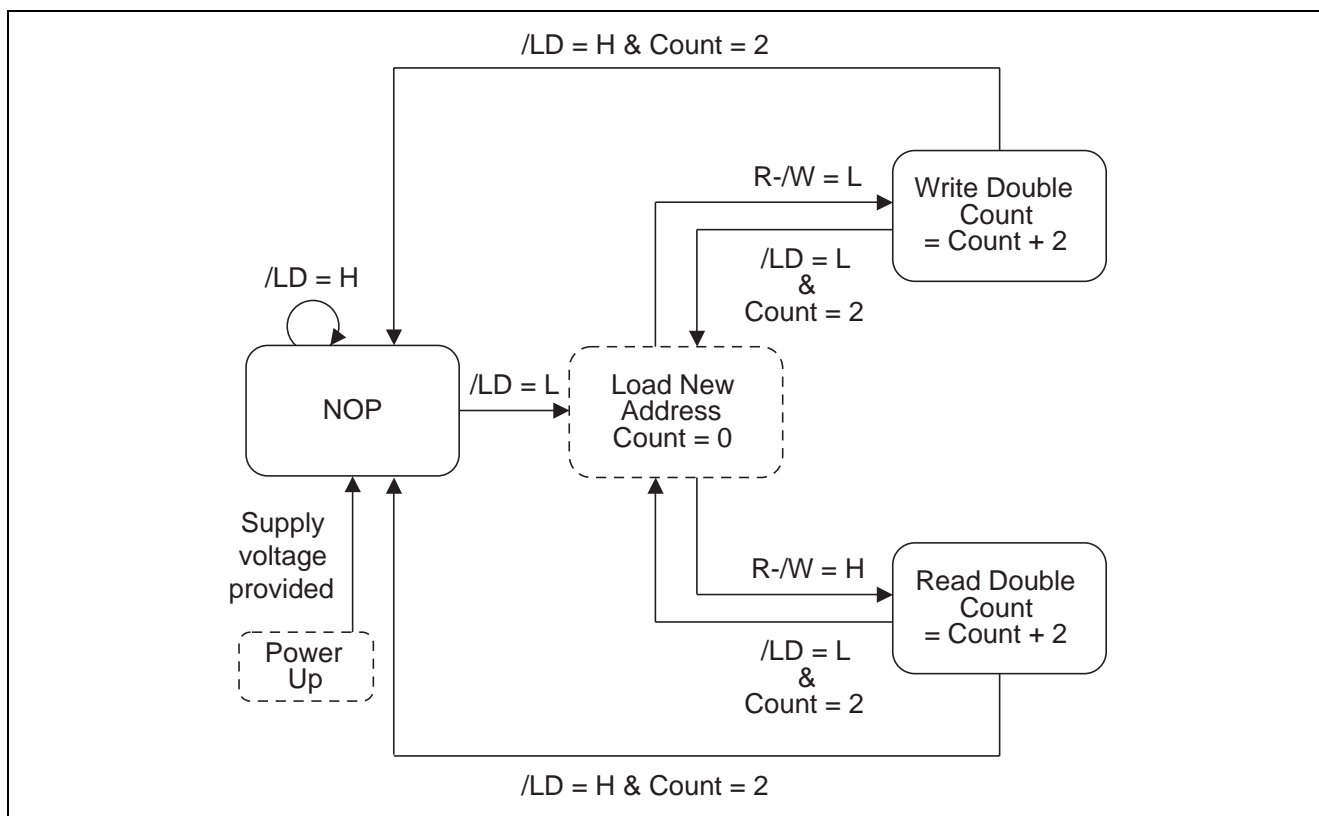 /LD = H & Count = 2
R-/W = L
Write Double
Count
= Count + 2
/LD = L
&
Count = 2
/LD = H
NOP
/LD = L
Load New
Address
Count = 0
Supply
voltage
provided
R-/W = H
Read Double
Count
= Count + 2
/LD = L
&
Count = 2
Power
Up
/LD = H & Count = 2